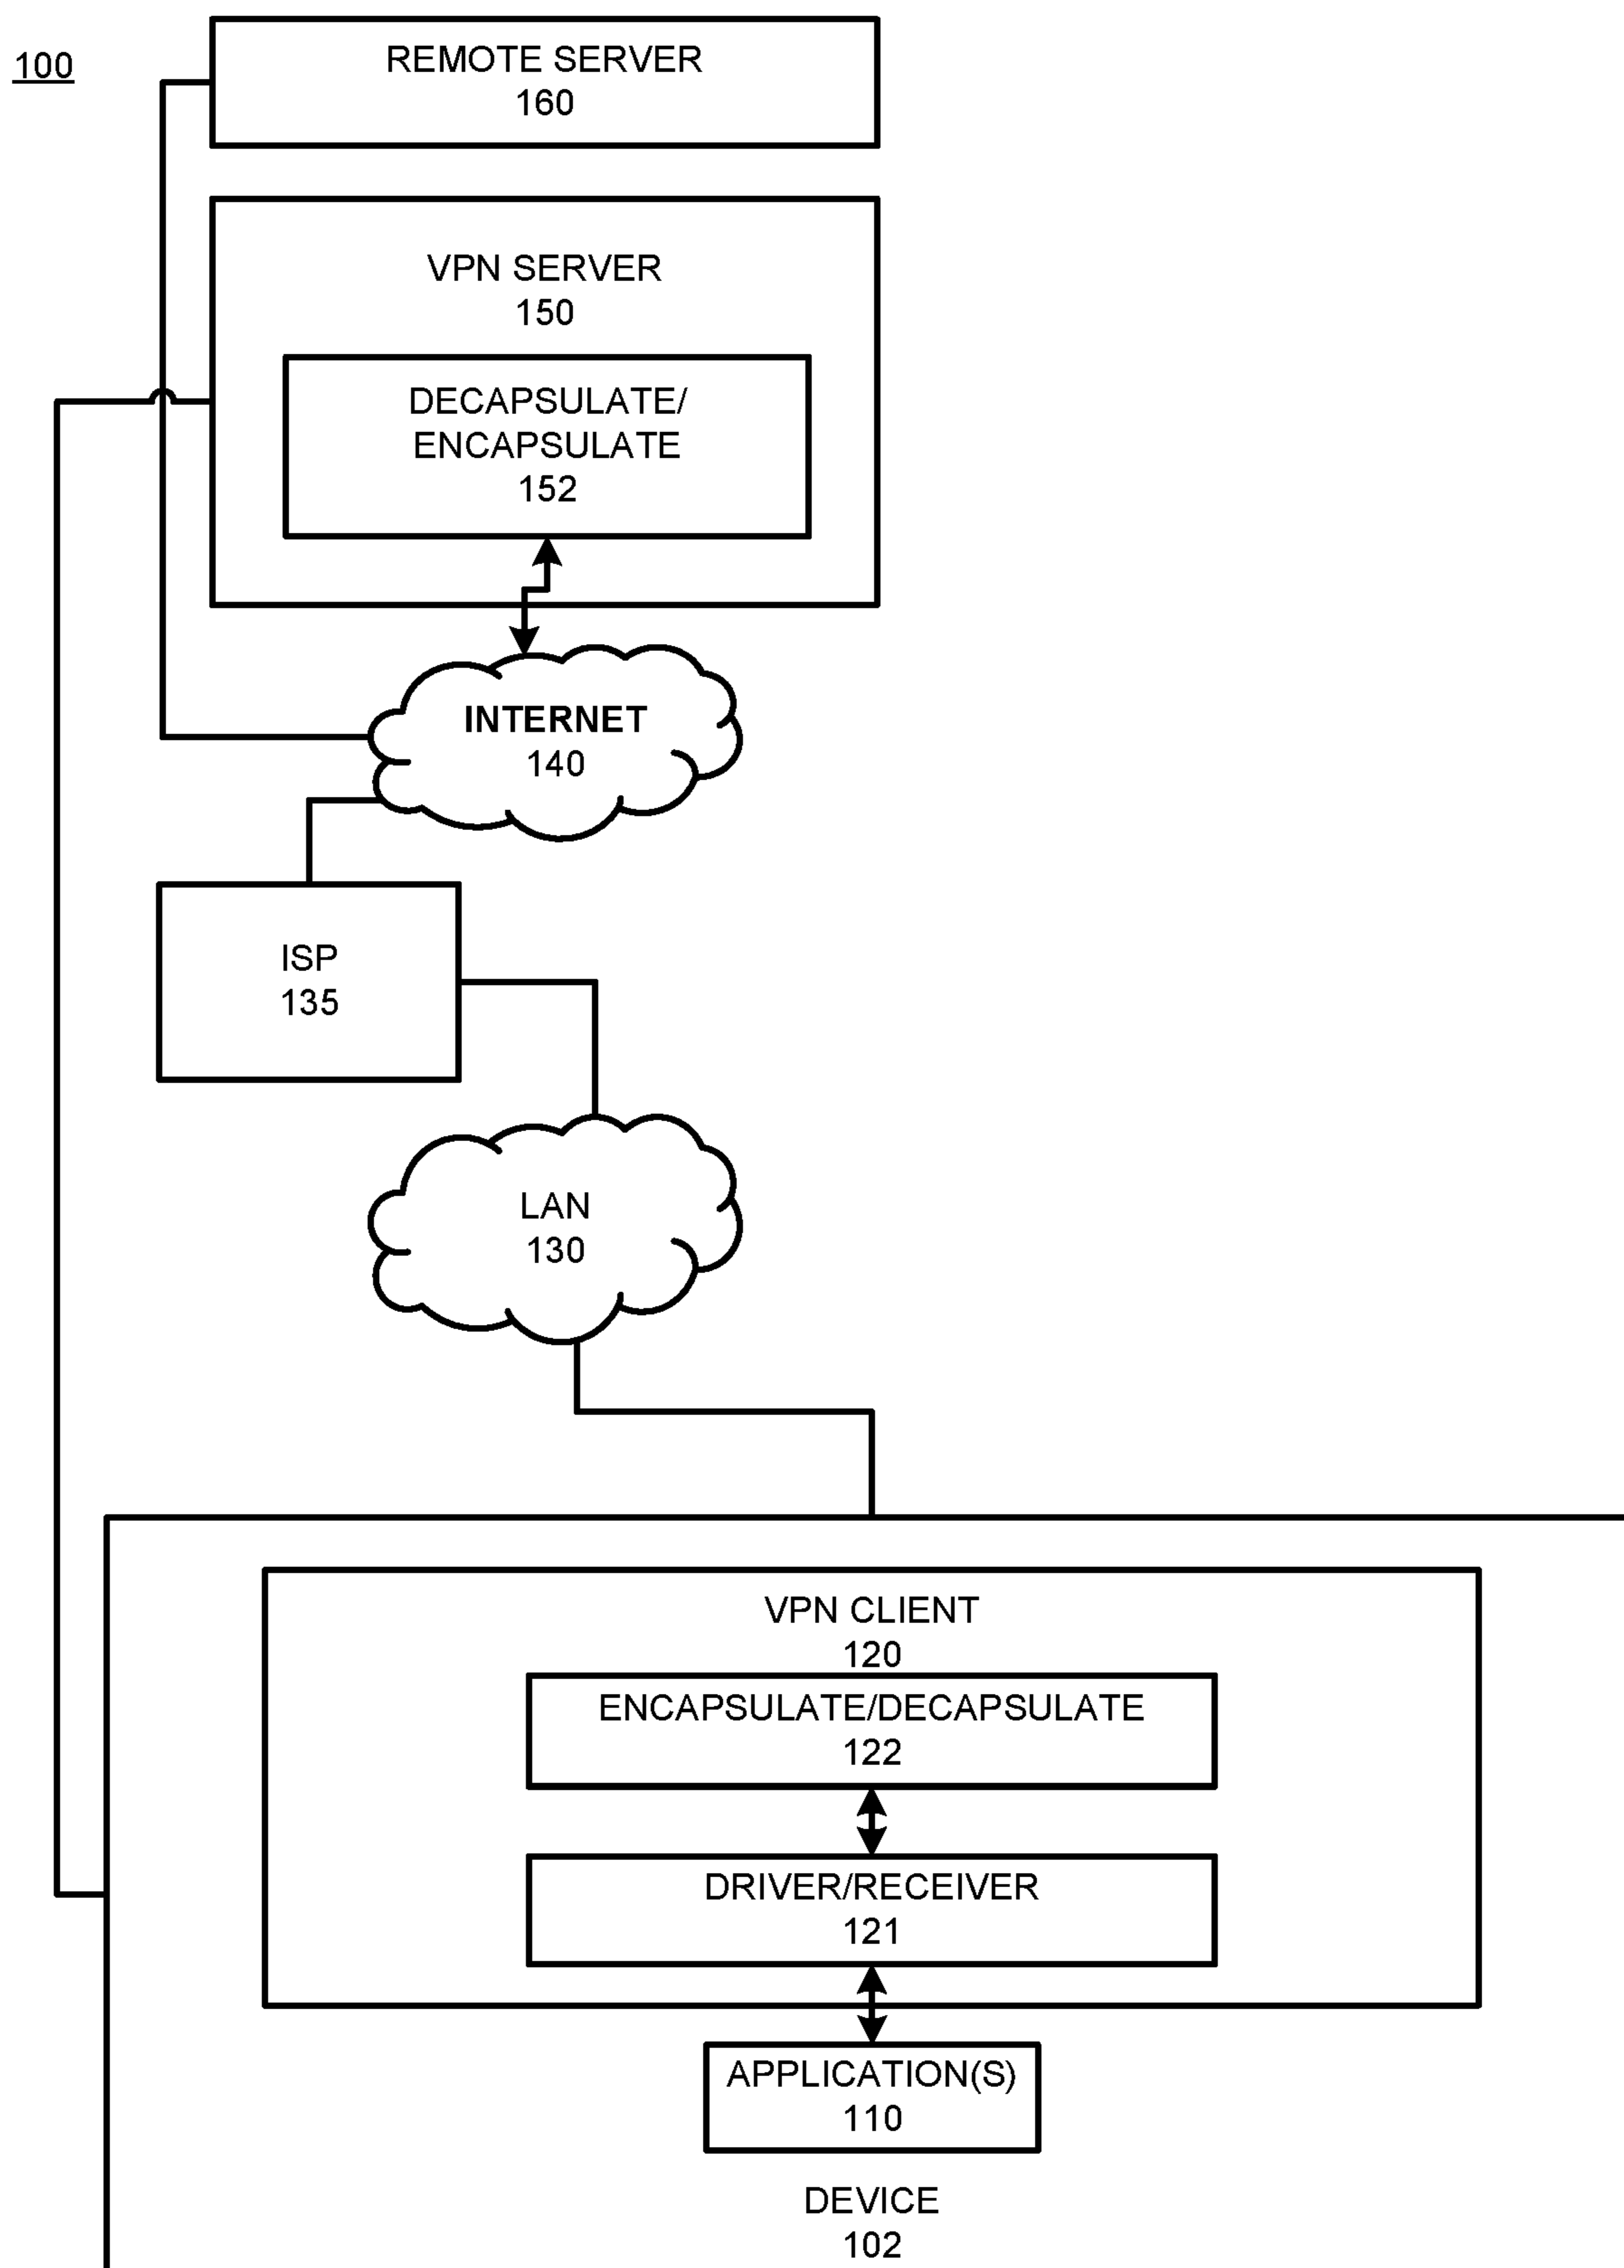 100
REMOTE SERVER
160
VPN SERVER
150
DECAPSULATE/
ENCAPSULATE
152
INTERNET
140
ISP
135
LAN
130
VPN CLIENT
120
ENCAPSULATE/DECAPSULATE
122
DRIVER/RECEIVER
121
APPLICATION(S)
110
DEVICE
102